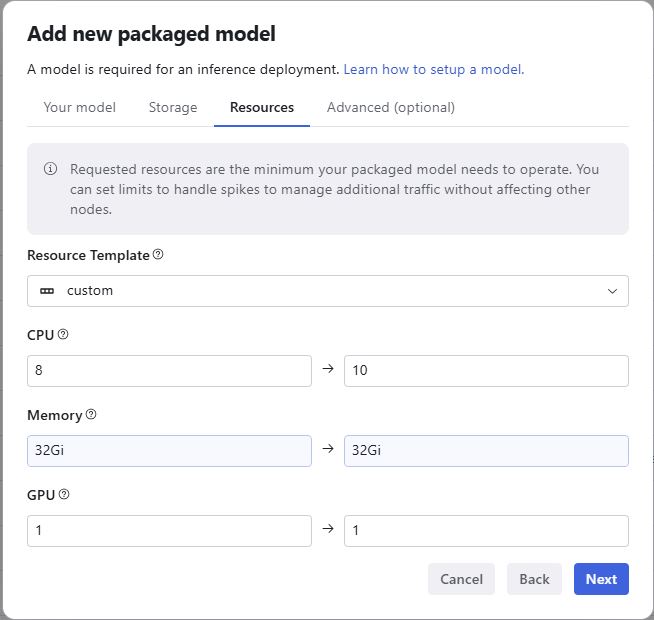 Add new packaged model
A model is required for an inference deployment. Learn how to setup a model.
Your model Storage Resources Advanced (optional)
Requested resources are the minimum your packaged model needs to operate. You
can set limits to handle spikes to manage additional traffic without affecting other
nodes.
Resource Template
custom
CPU
8 → 10
Memory
32Gi → 32Gi
GPU
1 → 1
Cancel Back Next